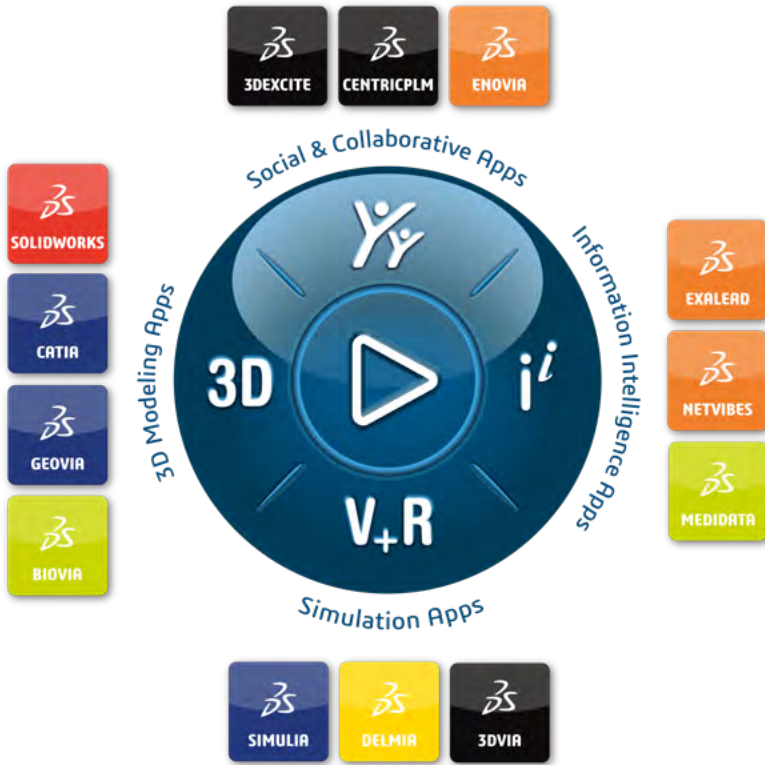 3DEXCITE
CENTRICPLM
ENOVIA
Social & Collaborative Apps
SOLIDWORKS
CATIA
GEOVIA
BIOVIA
3D Modeling Apps
3D
i i
V+R
Information Intelligence Apps
EXALEAD
NETVIBES
MEDIDATA
Simulation Apps
SIMULIA
DELMIA
3DVIA